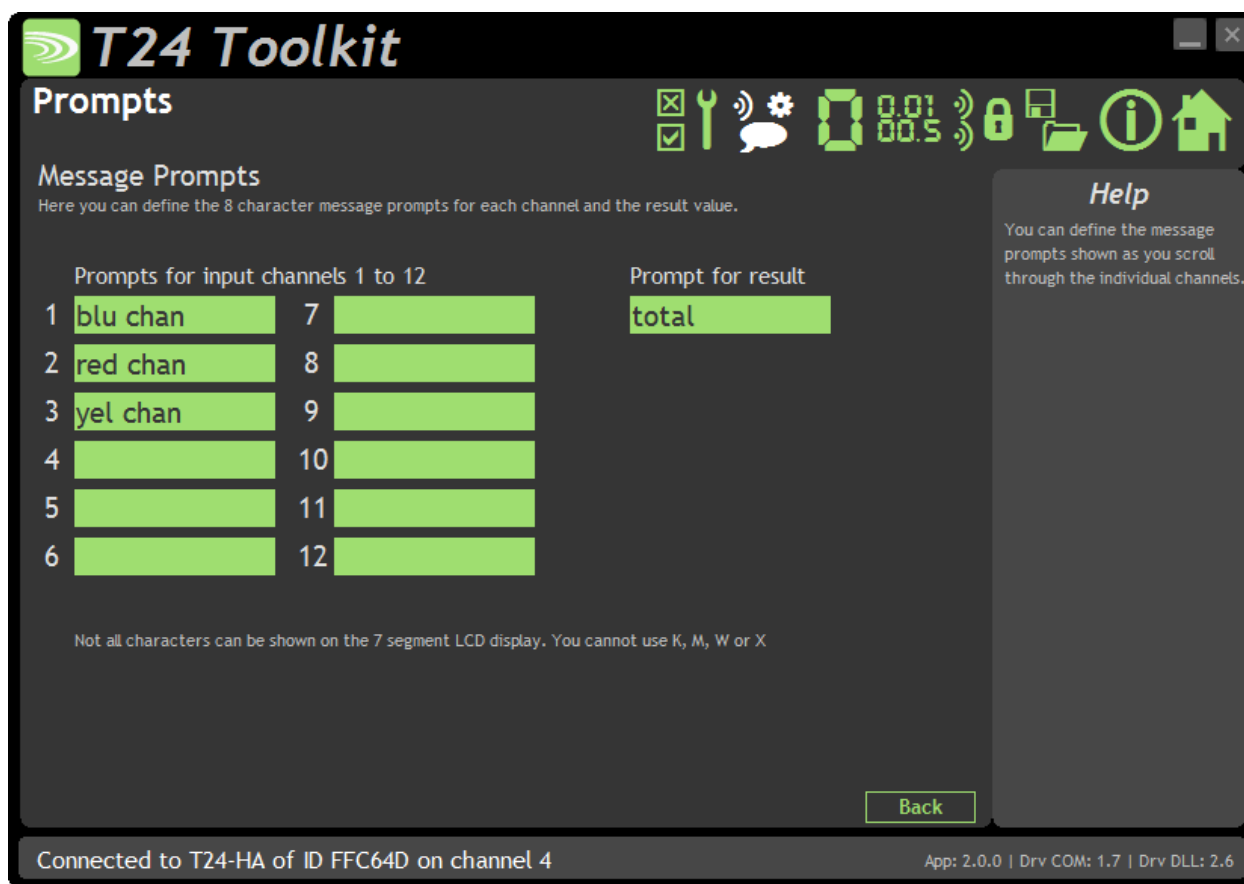 T24 Toolkit
Prompts
0.01
00.5
Message Prompts
Here you can define the 8 character message prompts for each channel and the result value.
Prompts for input channels 1 to 12
Prompt for result
1 blu chan 7 total
2 red chan 8
3 yel chan 9
4 10
5 11
6 12
Not all characters can be shown on the 7 segment LCD display. You cannot use K, M, W or X
Back
Help
You can define the message
prompts shown as you scroll
through the individual channels.
Connected to T24-HA of ID FFC64D on channel 4
App: 2.0.0 | Drv COM: 1.7 | Drv DLL: 2.6